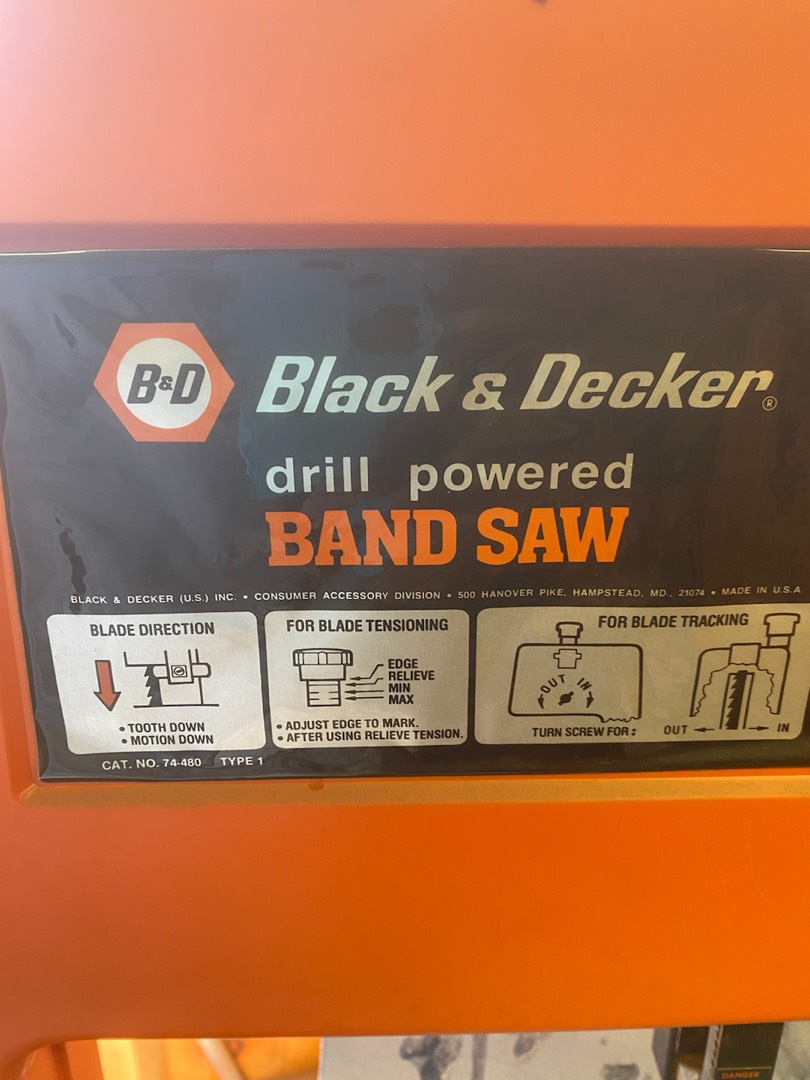 B&D Black & Decker®
drill powered
BAND SAW
BLACK & DECKER (U.S.) INC. • CONSUMER ACCESSORY DIVISION • 500 HANOVER PIKE, HAMPSTEAD, MD., 21074 • MADE IN U.S.A.
BLADE DIRECTION
• TOOTH DOWN
• MOTION DOWN
FOR BLADE TENSIONING
EDGE
RELIEVE
MIN
MAX
• ADJUST EDGE TO MARK.
• AFTER USING RELIEVE TENSION.
FOR BLADE TRACKING
OUT IN
TURN SCREW FOR:
OUT IN
CAT. NO. 74-480 TYPE 1
DANGER